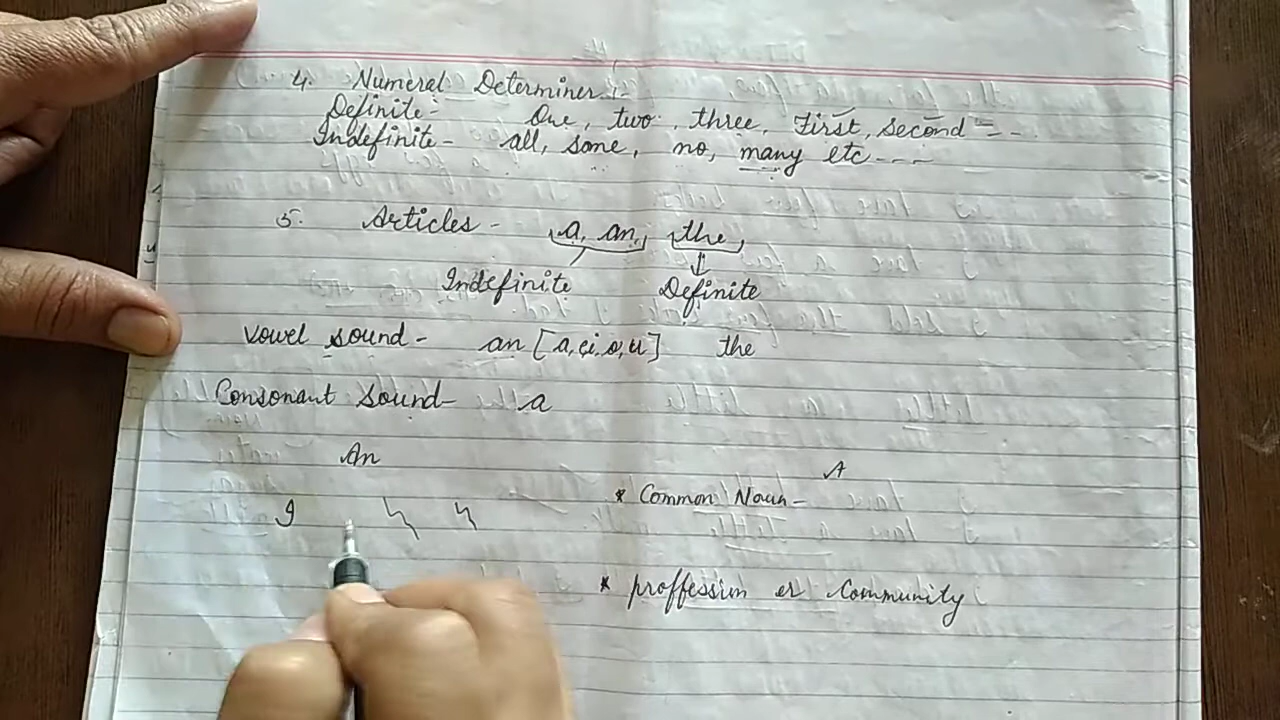 4. Numeral Determiner :-
Definite :- One, two, three, First, second = - .
Indefinite - all, some, no, many etc - - -
5. Articles - a, an, the,
Indefinite Definite
vowel sound - an [a, e, i, o, u] the
Consonant Sound - a
An
A
* Common Noun -
g
* proffession er Community